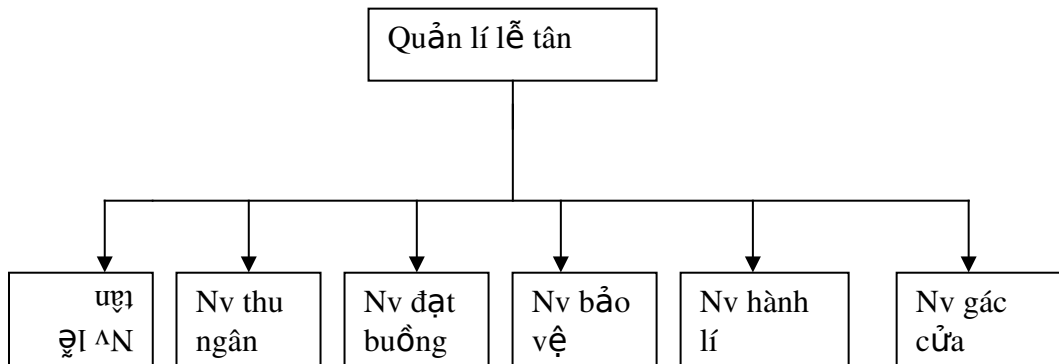 Quản lí lễ tân
Nv lễ
tân
Nv thu
ngân
Nv đạt
buồng
Nv bảo
vệ
Nv hành
lí
Nv gác
cửa